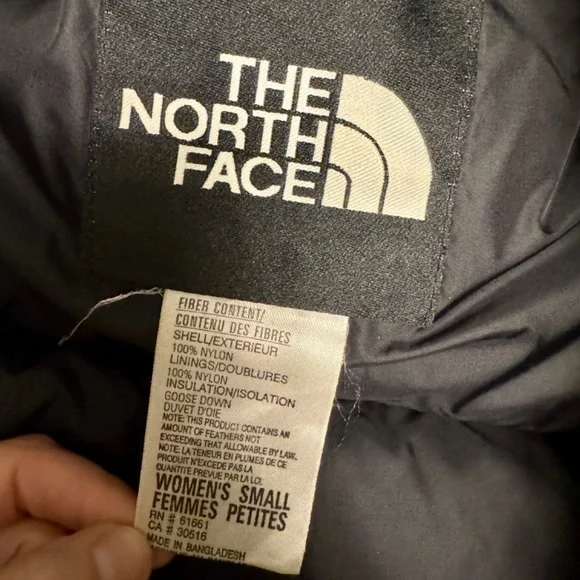 THE
NORTH
FACE
FIBER CONTENT/
CONTENU DES FIBRES
SHELL/EXTERIEUR
100% NYLON
LININGS/DOUBLURES
100% NYLON
INSULATION/ISOLATION
GOOSE DOWN
DUVET D'OIE
NOTE: THIS PRODUCT CONTAINS AN
AMOUNT OF FEATHERS NOT
EXCEEDING THAT ALLOWABLE BY LAW.
NOTE: LA TENEUR EN PLUMES DE CE
PRODUIT N'EXCEDE PAS LA
QUANTITE PREVUE PAR LA LOI.
WOMEN'S SMALL
FEMMES PETITES
RN # 61661
CA # 30516
MADE IN BANGLADESH